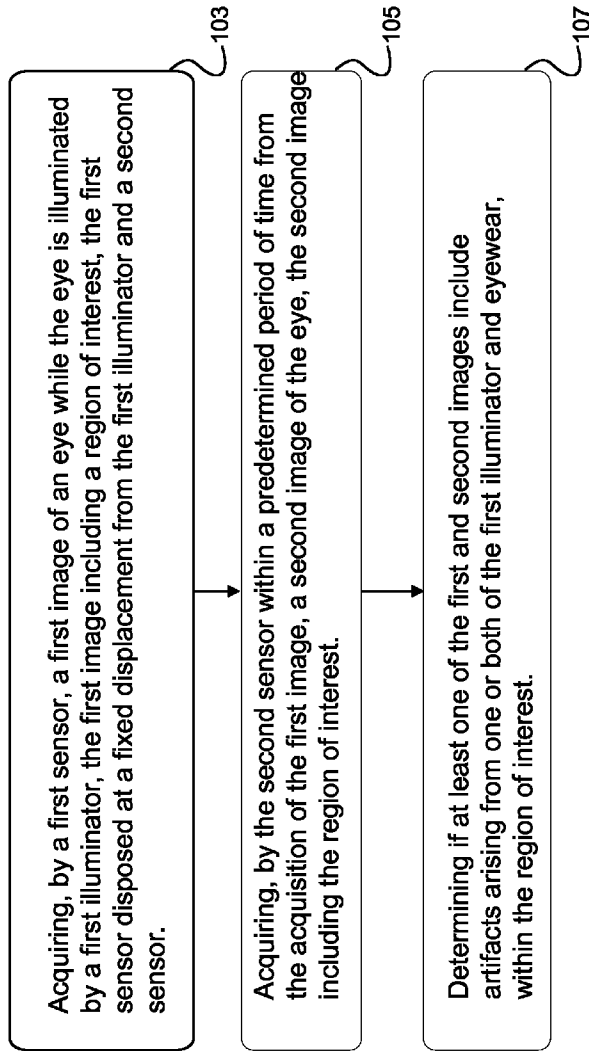 Acquiring, by a first sensor, a first image of an eye while the eye is illuminated
by a first illuminator, the first image including a region of interest, the first
sensor disposed at a fixed displacement from the first illuminator and a second
sensor.
103
Acquiring, by the second sensor within a predetermined period of time from
the acquisition of the first image, a second image of the eye, the second image
including the region of interest.
105
Determining if at least one of the first and second images include
artifacts arising from one or both of the first illuminator and eyewear,
within the region of interest.
107